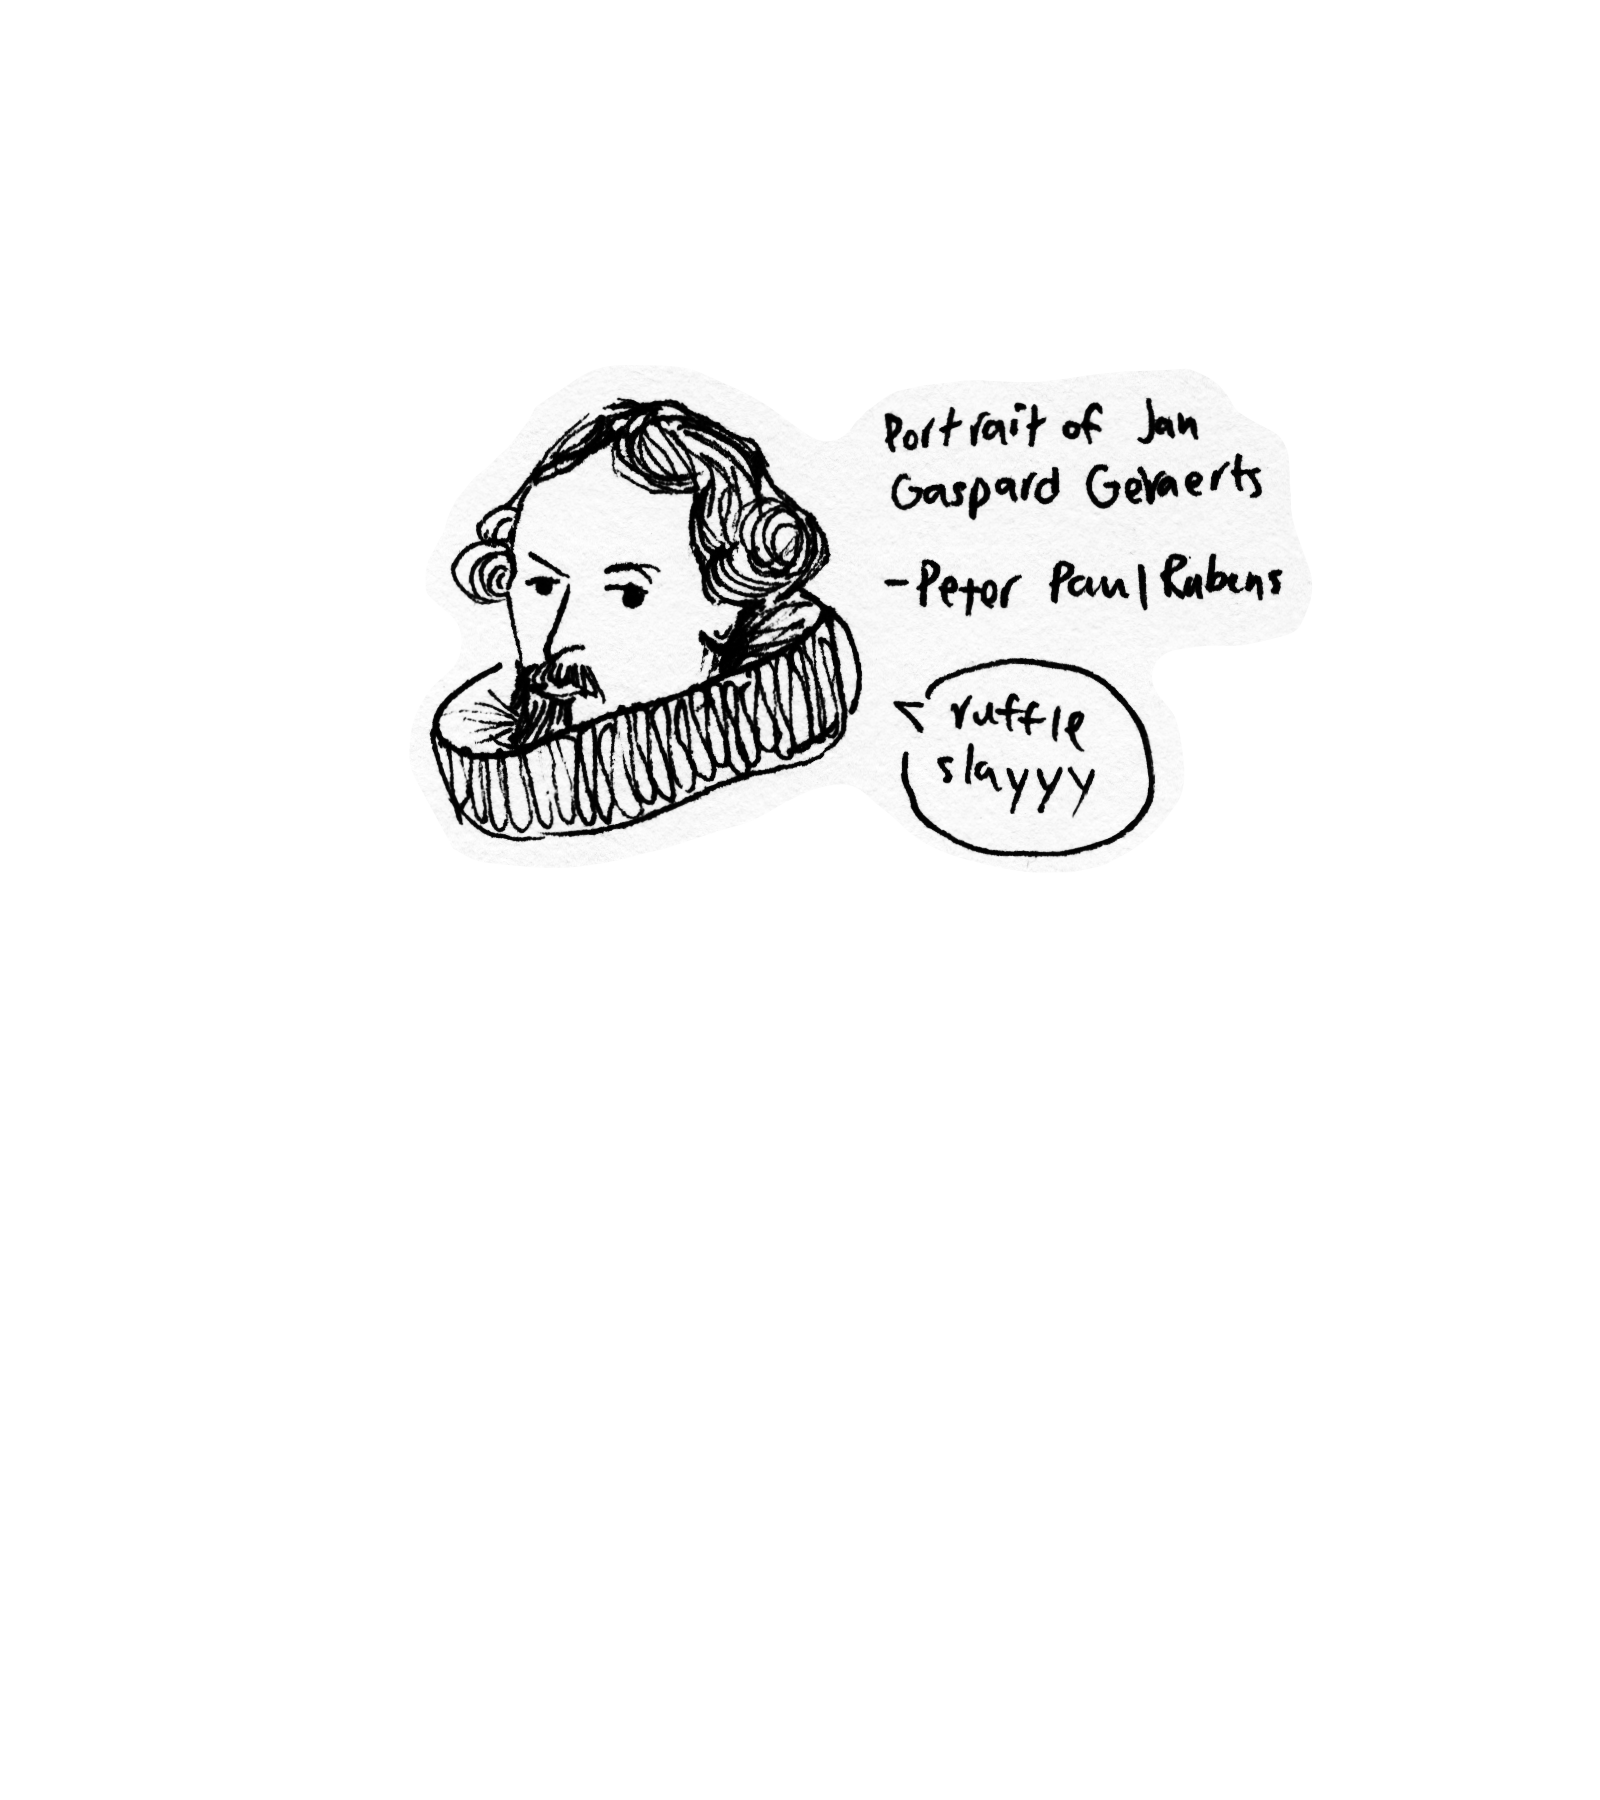 Portrait of Jan
Gaspard Gevaerts
-Peter Paul Rubens
ruffle
slayyy